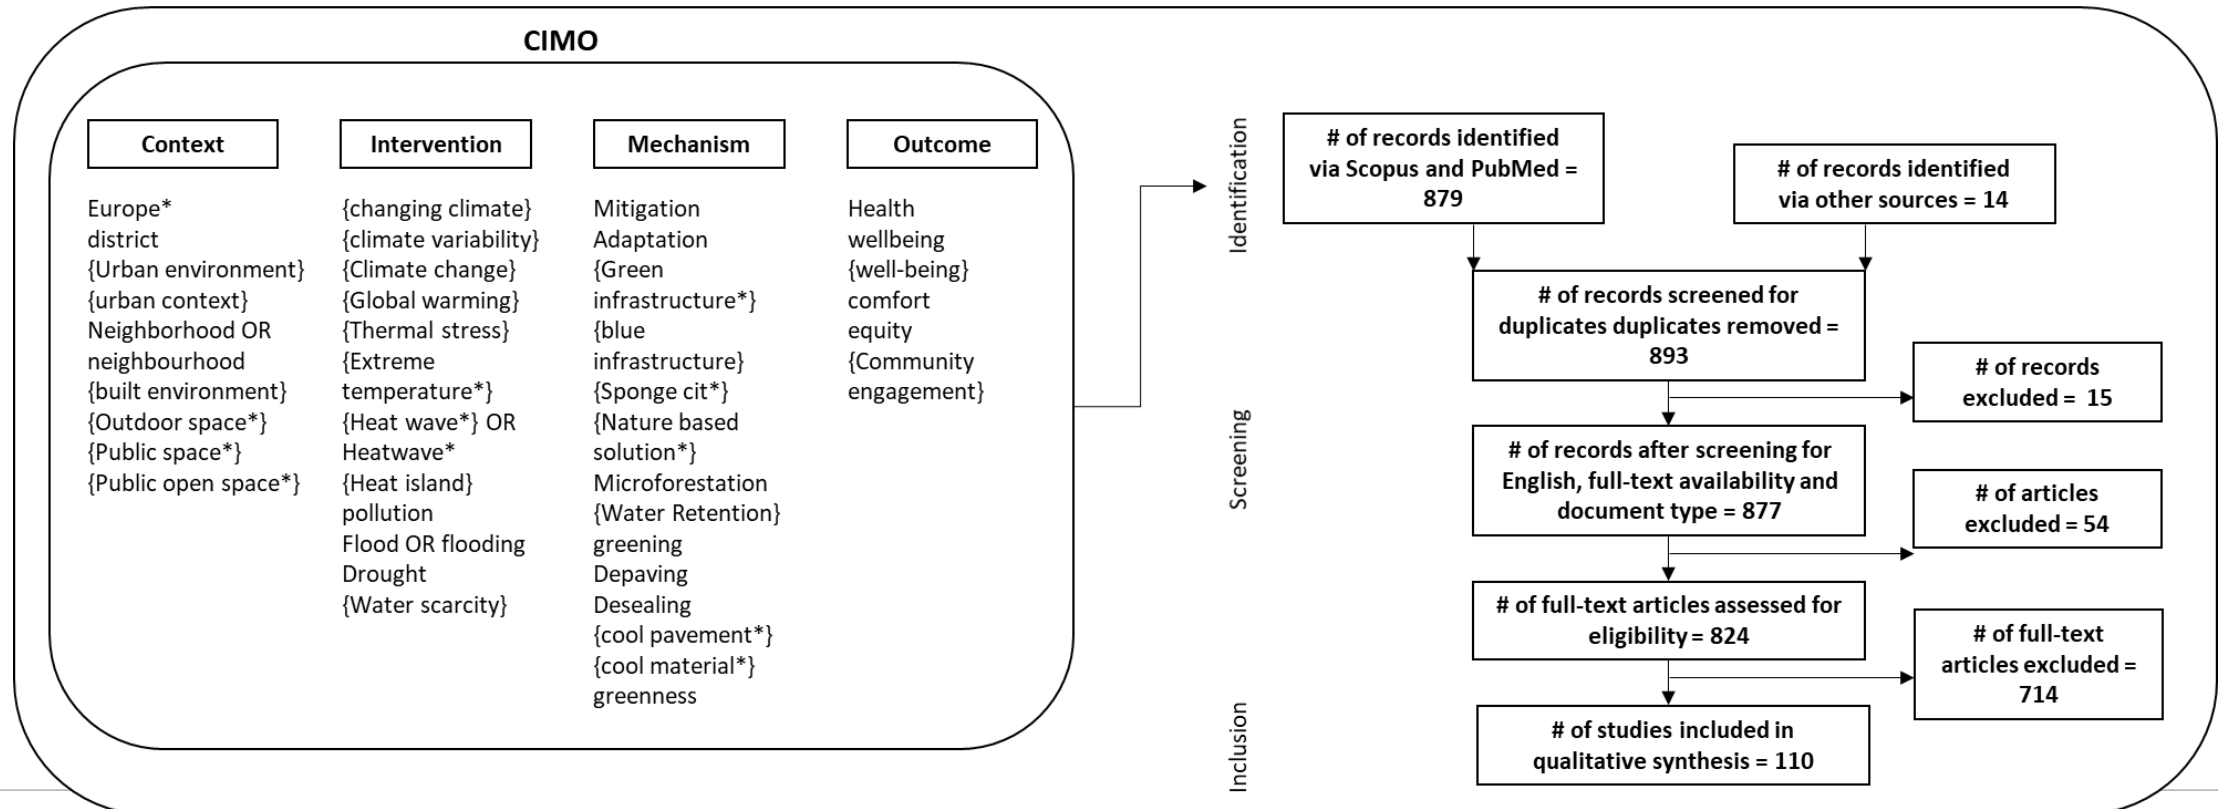 CIMO
Context
Europe*
district
{Urban environment}
{urban context}
Neighborhood OR
neighbourhood
{built environment}
{Outdoor space*}
{Public space*}
{Public open space*}
Intervention
{changing climate}
{climate variability}
{Climate change}
{Global warming}
{Thermal stress}
{Extreme
temperature*}
{Heat wave*} OR
Heatwave*
{Heat island}
pollution
Flood OR flooding
Drought
{Water scarcity}
Mechanism
Mitigation
Adaptation
{Green
infrastructure*}
{blue
infrastructure}
{Sponge cit*}
{Nature based
solution*}
Microforestation
{Water Retention}
greening
Depaving
Desealing
{cool pavement*}
{cool material*}
greenness
Outcome
Health
wellbeing
{well-being}
comfort
equity
{Community
engagement}
Identification
# of records identified
via Scopus and PubMed =
879
# of records identified
via other sources = 14
# of records screened for
duplicates duplicates removed =
893
# of records
excluded = 15
Screening
# of records after screening for
English, full-text availability and
document type = 877
# of articles
excluded = 54
# of full-text articles assessed for
eligibility = 824
# of full-text
articles excluded =
714
Inclusion
# of studies included in
qualitative synthesis = 110